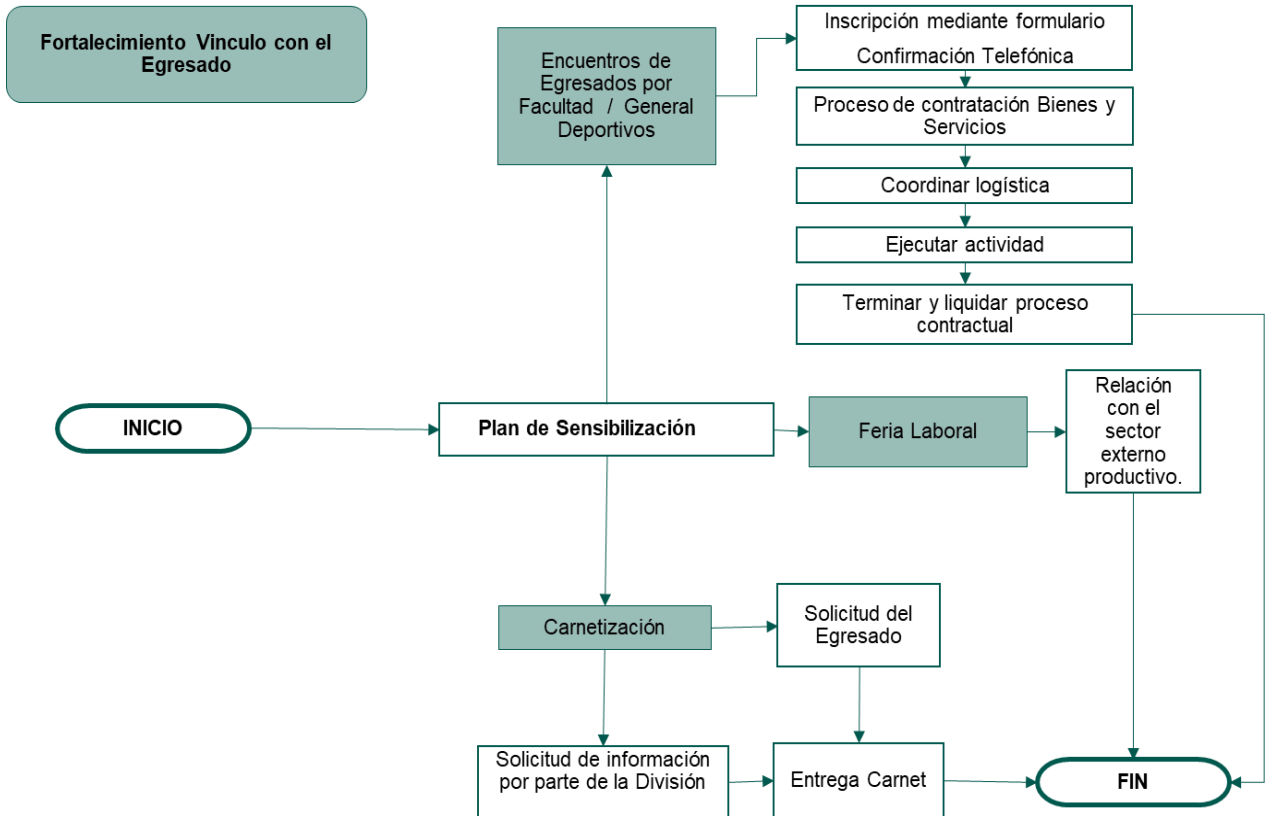 Fortalecimiento Vinculo con el
Egresado
Encuentros de
Egresados por
Facultad / General
Deportivos
Inscripción mediante formulario
Confirmación Telefónica
Proceso de contratación Bienes y
Servicios
Coordinar logística
Ejecutar actividad
Terminar y liquidar proceso
contractual
INICIO
Plan de Sensibilización
Feria Laboral
Relación
con el
sector
externo
productivo.
Carnetización
Solicitud del
Egresado
Solicitud de información
por parte de la División
Entrega Carnet
FIN